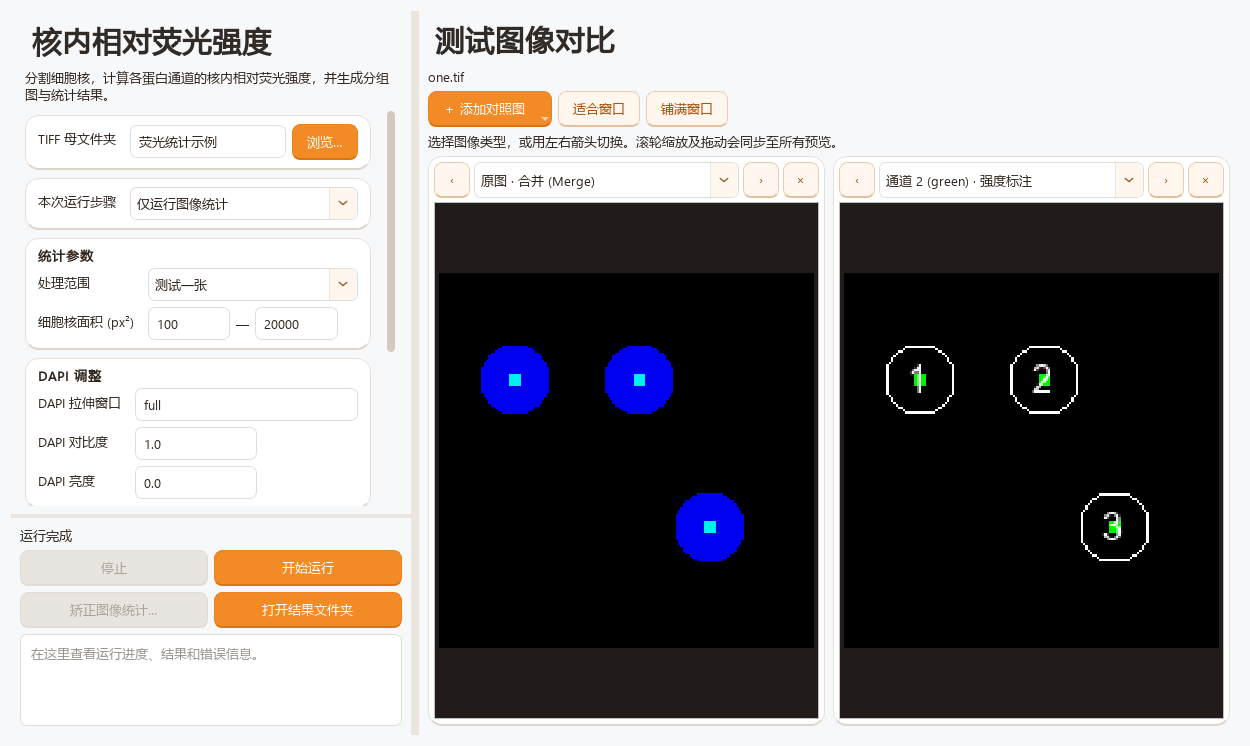 核内相对荧光强度
分割细胞核，计算各蛋白通道的核内相对荧光强度，并生成分组
图与统计结果。
TIFF 母文件夹
荧光统计示例
浏览...
本次运行步骤
仅运行图像统计
统计参数
处理范围
测试一张
细胞核面积 (px²)
100
—
20000
DAPI 调整
DAPI 拉伸窗口
full
DAPI 对比度
1.0
DAPI 亮度
0.0
运行完成
停止
开始运行
矫正图像统计...
打开结果文件夹
在这里查看运行进度、结果和错误信息。
测试图像对比
one.tif
+ 添加对照图
适合窗口
铺满窗口
选择图像类型，或用左右箭头切换。滚轮缩放及拖动会同步至所有预览。
‹
原图 · 合并 (Merge)
›
×
‹
通道 2 (green) · 强度标注
›
×
1
2
3